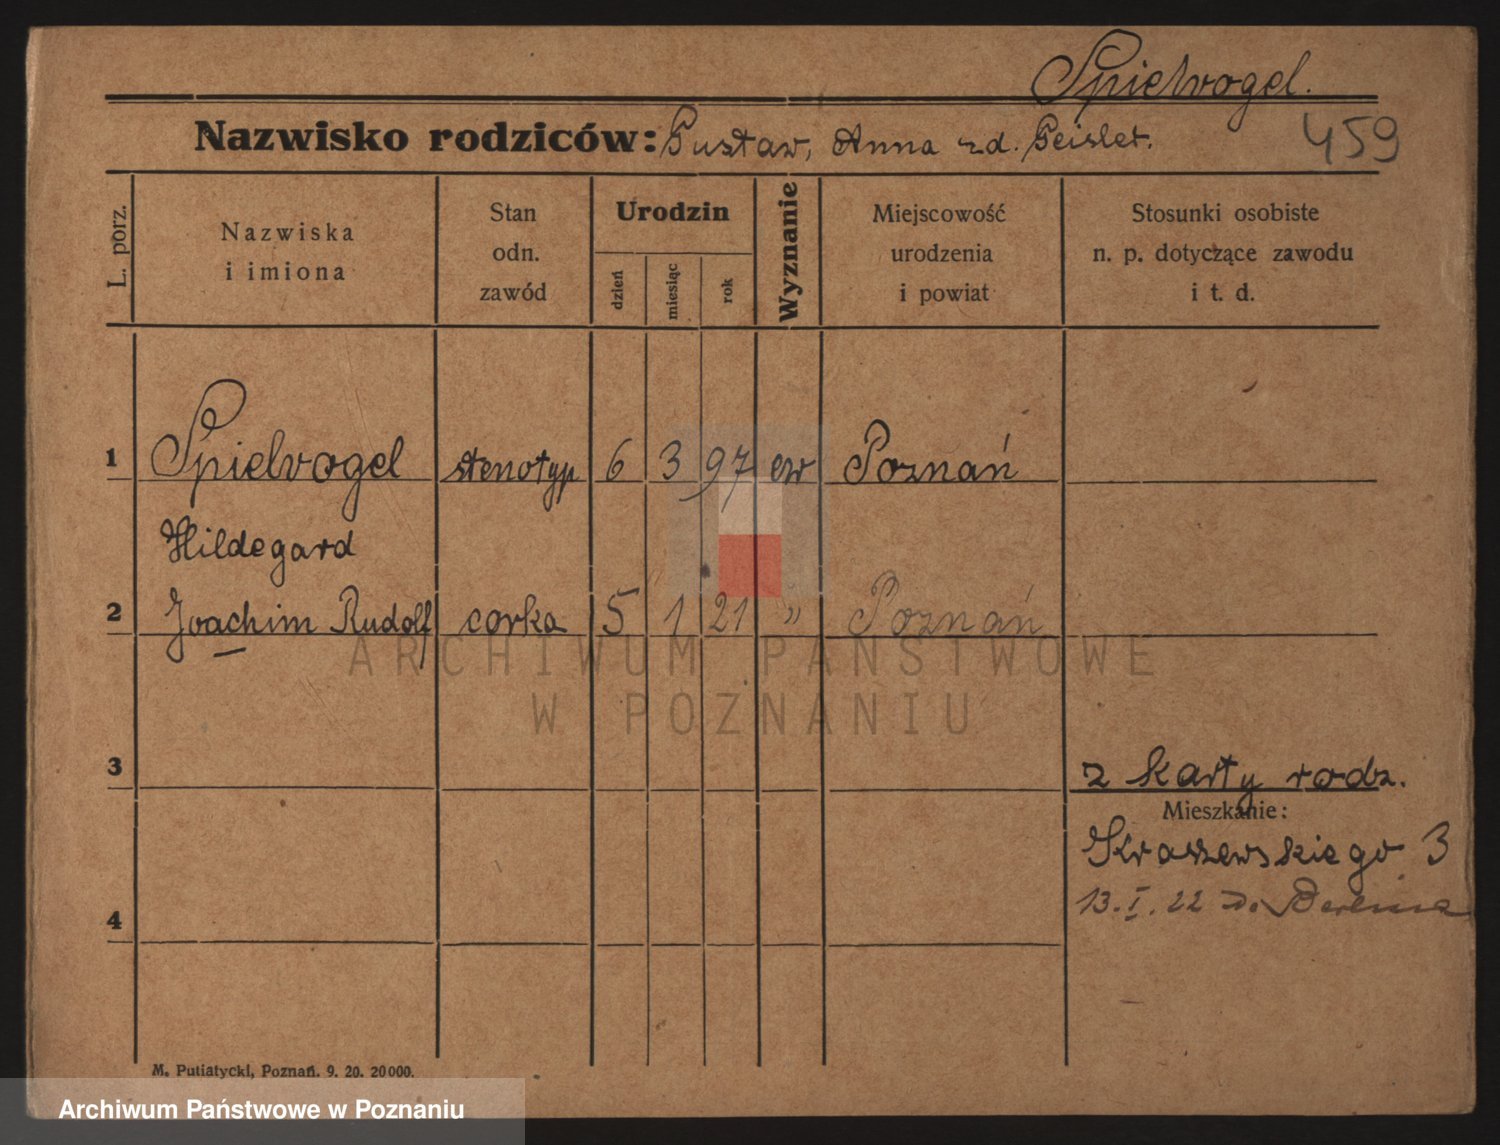 Spielvogel.
Nazwisko rodziców: Gustaw, Anna zd. Geisler.
459
L. porz.
Nazwiska
i imiona
Stan
odn.
zawód
Urodzin
dzień
miesiąc
rok
Wyznanie
Miejscowość
urodzenia
i powiat
Stosunki osobiste
n. p. dotyczące zawodu
i t. d.
1 Spielvogel stenotyp 6 3 97 ew Poznań
Hildegard
2 Joachim Rudolf corka 5 1 21 " Poznań
ARCHIWUM PAŃSTWOWE
W POZNANIU
3
z karty rodz.
Mieszkanie:
Kraszewskiego 3
13. I. 22 do Berlina
4
M. Putiatycki, Poznań. 9. 20. 20000.
Archiwum Państwowe w Poznaniu